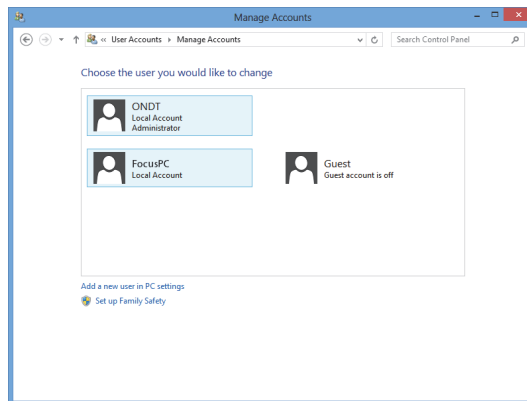 Manage Accounts
« User Accounts ▸ Manage Accounts
Search Control Panel
Choose the user you would like to change
ONDT
Local Account
Administrator
FocusPC
Local Account
Guest
Guest account is off
Add a new user in PC settings
Set up Family Safety